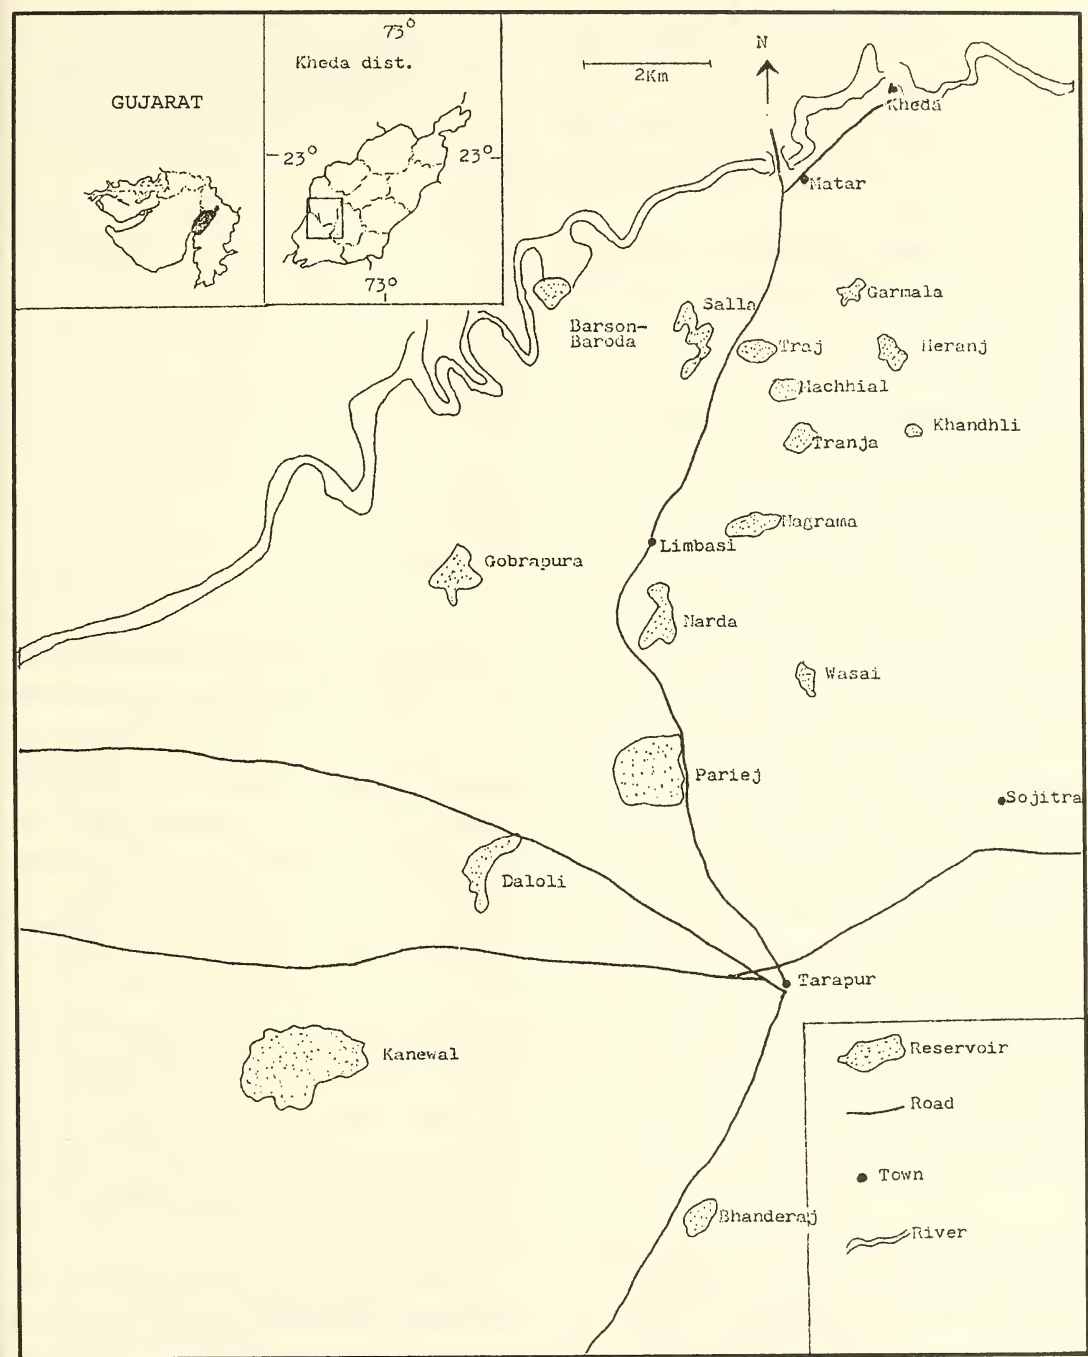 GUJARAT
73°
Kheda dist.
23°
23°
73°
2Km
N
Kheda
Matar
Garmala
Salla
Barson-
Baroda
Traj
Heranj
Machhial
Khandhli
Tranja
Nagrama
Limbasi
Gobrapura
Narda
Wasai
Pariej
Sojitra
Daloli
Tarapur
Kanewal
Bhanderaj
Reservoir
Road
Town
River